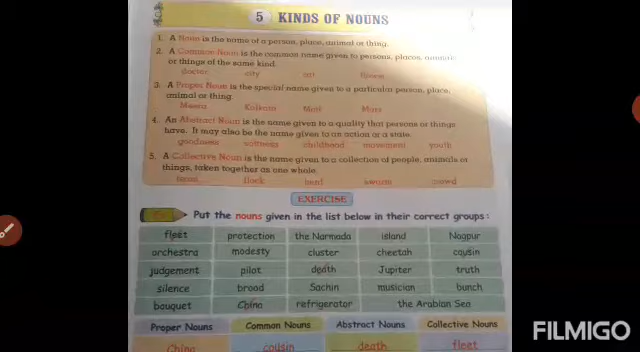 5 KINDS OF NOUNS
1. A Noun is the name of a person, place, animal or thing.
2. A Common Noun is the common name given to persons, places, animals
or things of the same kind.
doctor city cat flower
3. A Proper Noun is the special name given to a particular person, place,
animal or thing.
Meera Kolkata Mars
4. An Abstract Noun is the name given to a quality that persons or things
have. It may also be the name given to an action or a state.
goodness softness childhood movement youth
5. A Collective Noun is the name given to a collection of people, animals or
things, taken together as one whole.
team flock herd swarm crowd
EXERCISE
Put the nouns given in the list below in their correct groups:
fleet protection the Narmada island Nagpur
orchestra modesty cluster cheetah cousin
judgement pilot death Jupiter truth
silence brood Sachin musician bunch
bouquet China refrigerator the Arabian Sea
Proper Nouns Common Nouns Abstract Nouns Collective Nouns
China cousin death fleet
FILMIGO